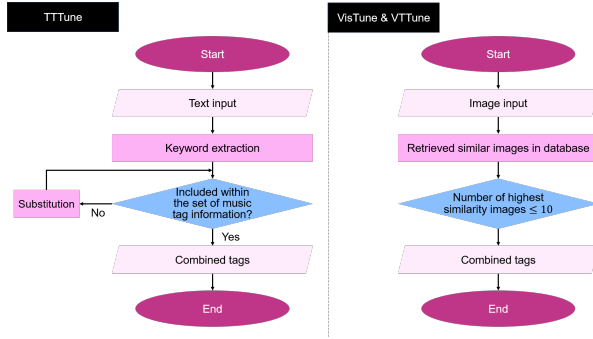 TTTune
Start
Text input
Keyword extraction
Included within
the set of music
tag information?
Substitution
No
Yes
Combined tags
End
VisTune & VTTune
Start
Image input
Retrieved similar images in database
Number of highest
similarity images ≤ 10
Combined tags
End